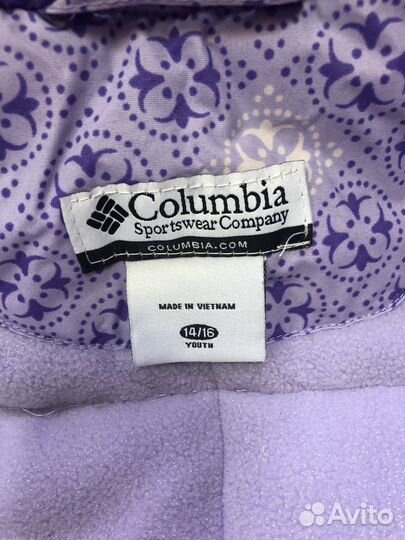 Columbia
Sportswear Company
COLUMBIA.COM
MADE IN VIETNAM
14/16
YOUTH
Avito